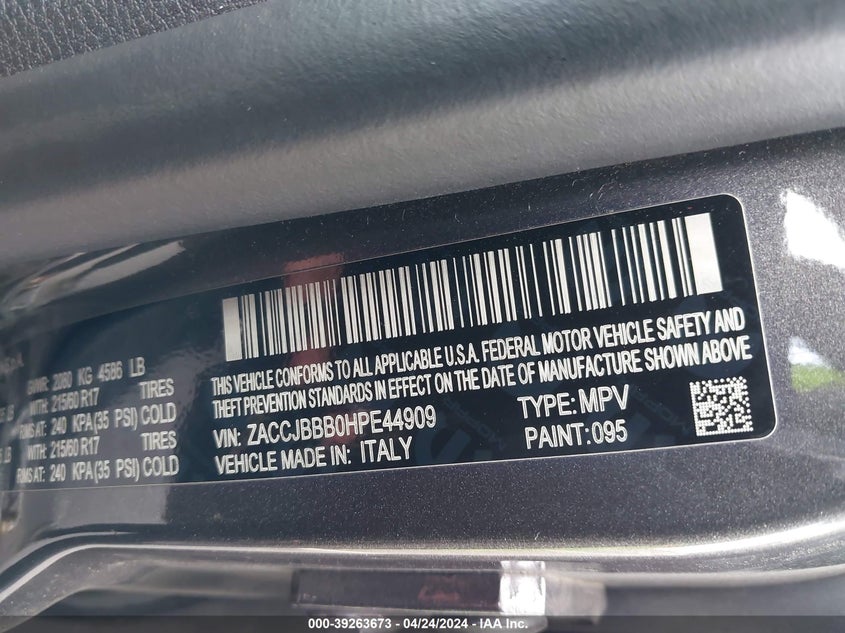 THIS VEHICLE CONFORMS TO ALL APPLICABLE U.S.A. FEDERAL MOTOR VEHICLE SAFETY AND
THEFT PREVENTION STANDARDS IN EFFECT ON THE DATE OF MANUFACTURE SHOWN ABOVE
VIN: ZACCJBBB0HPE44909 TYPE: MPV
VEHICLE MADE IN: ITALY PAINT: 095
KG 4586 LB
WITH: 215/60 R17 TIRES
RIMS AT: 240 KPA (35 PSI) COLD
WITH: 215/60 R17 TIRES
RIMS AT: 240 KPA (35 PSI) COLD
000-39263673 / 04/24/2024 - IAA Inc.